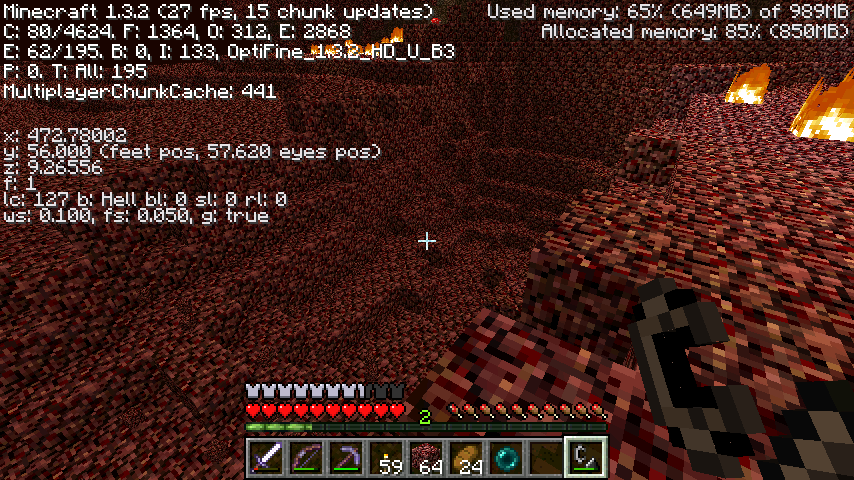 Minecraft 1.3.2 (27 fps, 15 chunk updates)
Used memory: 65% (649MB) of 989MB
C: 80/4624. F: 1364, O: 312, E: 2868
Allocated memory: 85% (850MB)
E: 62/195. B: 0, I: 133, OptiFine_1.3.2_HD_U_B3
P: 0. T: All: 195
MultiplayerChunkCache: 441
x: 472.78002
y: 56.000 (feet pos, 57.620 eyes pos)
z: 9.26556
f: 1
lc: 127 b: Hell bl: 0 sl: 0 rl: 0
ws: 0.100, fs: 0.050, g: true
2
59 64 24